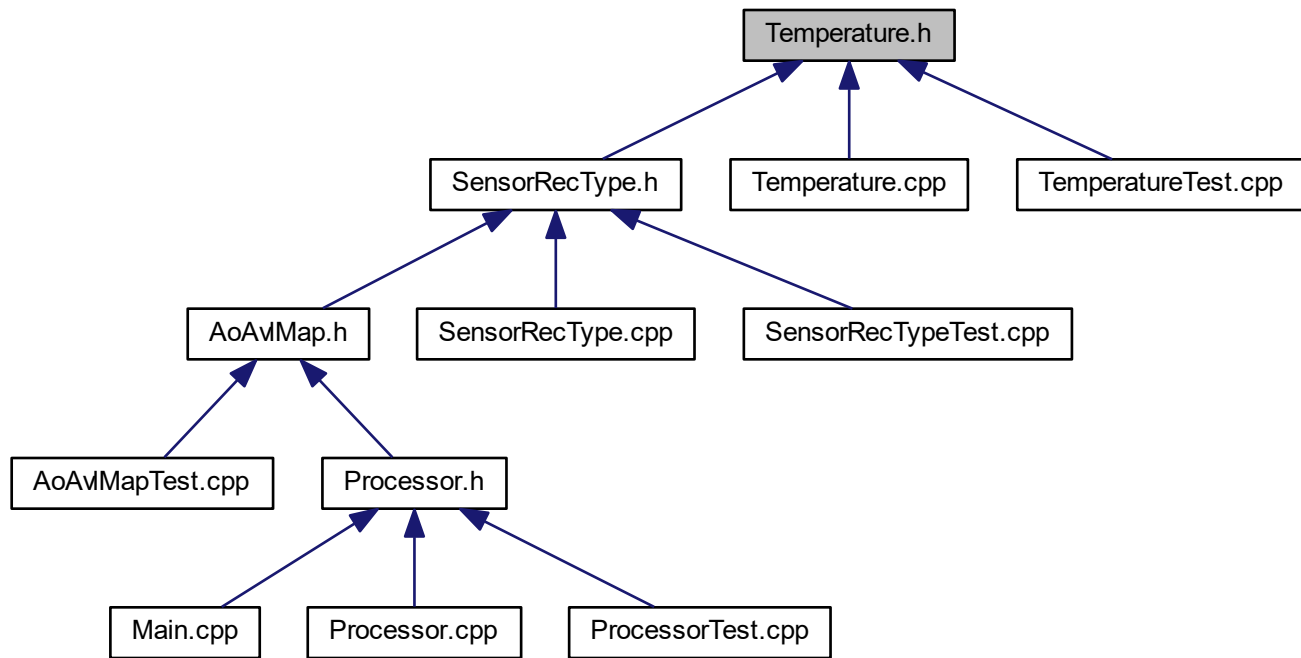 Temperature.h
SensorRecType.h
Temperature.cpp
TemperatureTest.cpp
AoAvlMap.h
SensorRecType.cpp
SensorRecTypeTest.cpp
AoAvlMapTest.cpp
Processor.h
Main.cpp
Processor.cpp
ProcessorTest.cpp